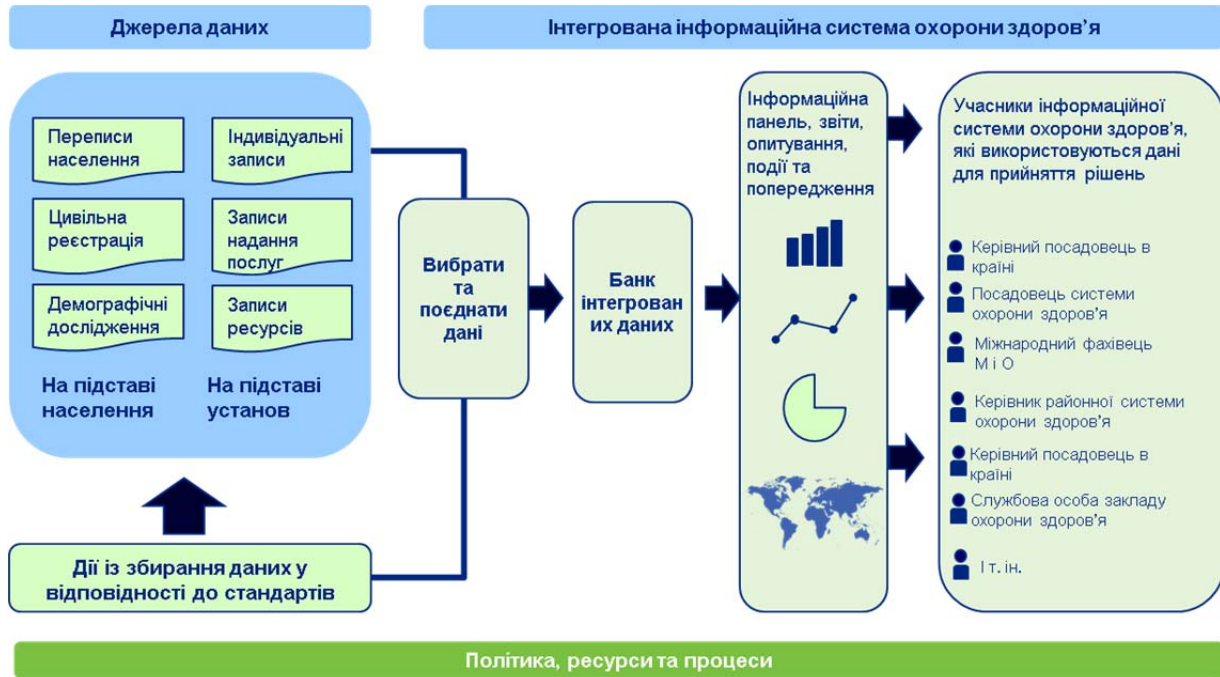 Джерела даних
Інтегрована інформаційна система охорони здоров’я
Переписи
населення
Індивідуальні
записи
Цивільна
реєстрація
Записи
надання
послуг
Демографічні
дослідження
Записи
ресурсів
На підставі
населення
На підставі
установ
Дії із збирання даних у
відповідності до стандартів
Вибрати
та
поєднати
дані
Банк
інтегрован
их даних
Інформаційна
панель, звіти,
опитування,
події та
попередження
Учасники інформаційної
системи охорони здоров’я,
які використовуються дані
для прийняття рішень
Керівний посадовець в
країні
Посадовець системи
охорони здоров’я
Міжнародний фахівець
М і О
Керівник районної системи
охорони здоров’я
Керівний посадовець в
країні
Службова особа закладу
охорони здоров’я
І т. ін.
Політика, ресурси та процеси